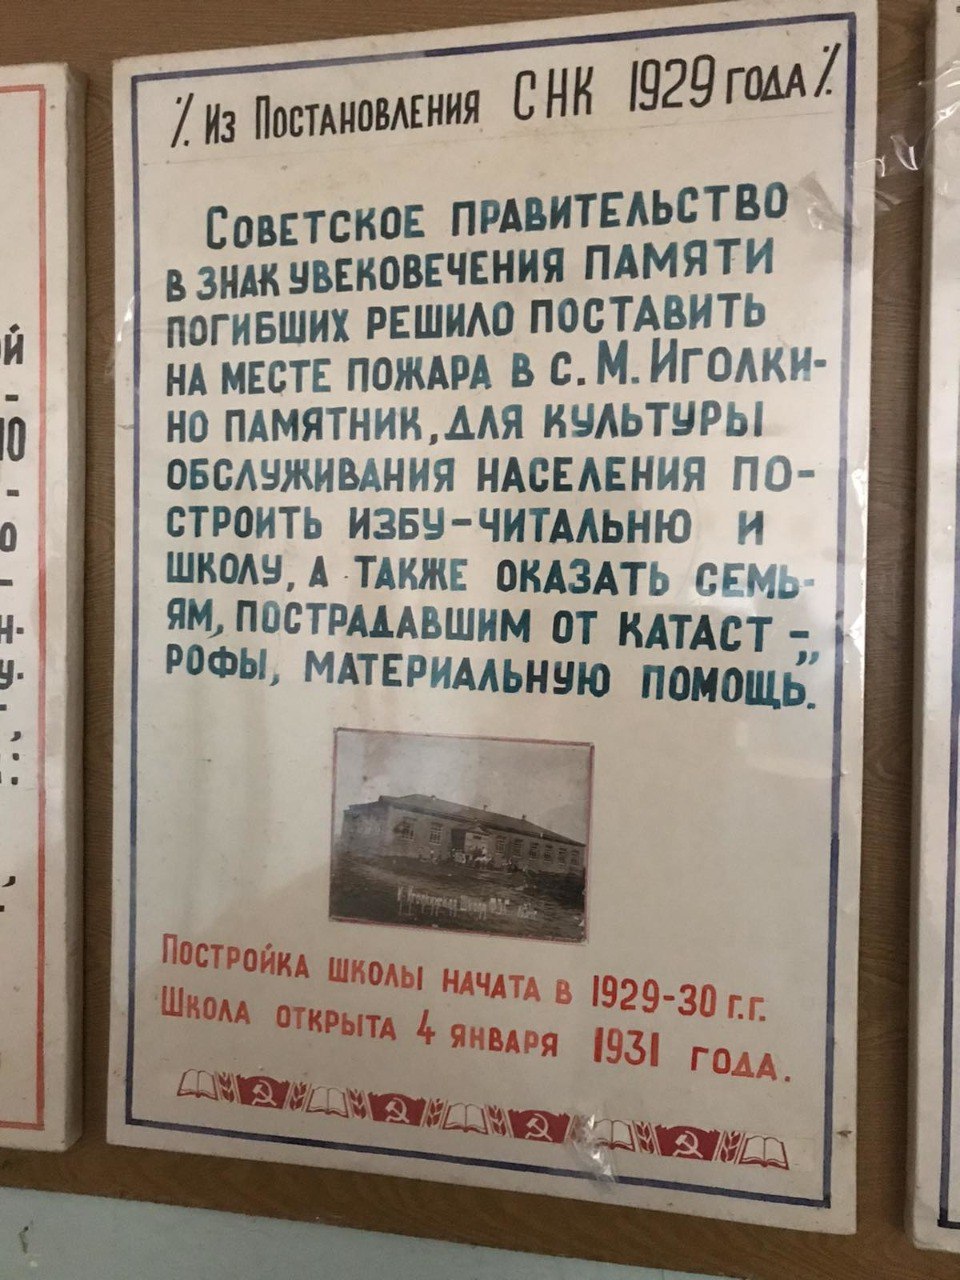 ٪ Из Постановления СНК 1929 года ٪
Советское правительство
в знак увековечения памяти
погибших решило поставить
на месте пожара в с. М. Иголки-
но памятник, для культуры
обслуживания населения по-
строить избу-читальню и
школу, а также оказать семь-
ям, пострадавшим от катаст-
рофы, материальную помощь."
Постройка школы начата в 1929-30 г.г.
Школа открыта 4 января 1931 года.